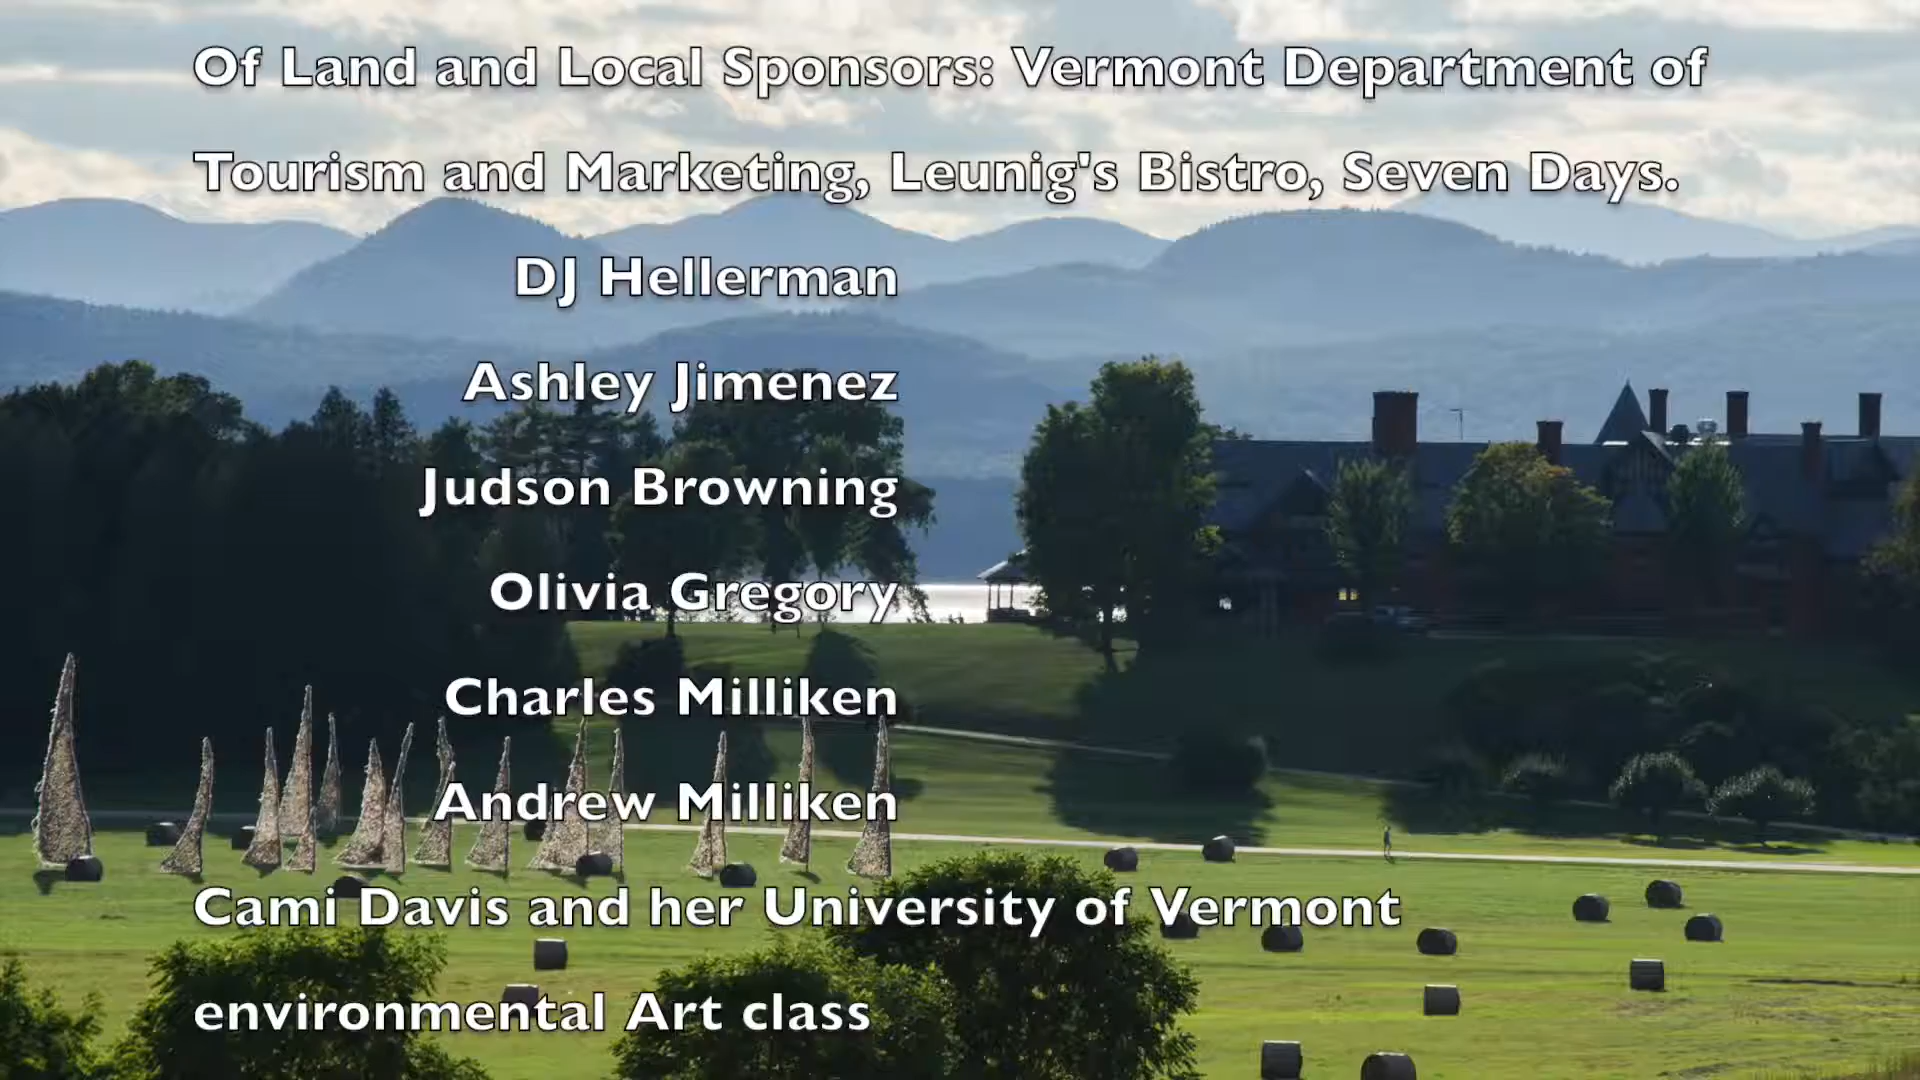 Of Land and Local Sponsors: Vermont Department of
Tourism and Marketing, Leunig's Bistro, Seven Days.
DJ Hellerman
Ashley Jimenez
Judson Browning
Olivia Gregory
Charles Milliken
Andrew Milliken
Cami Davis and her University of Vermont
environmental Art class